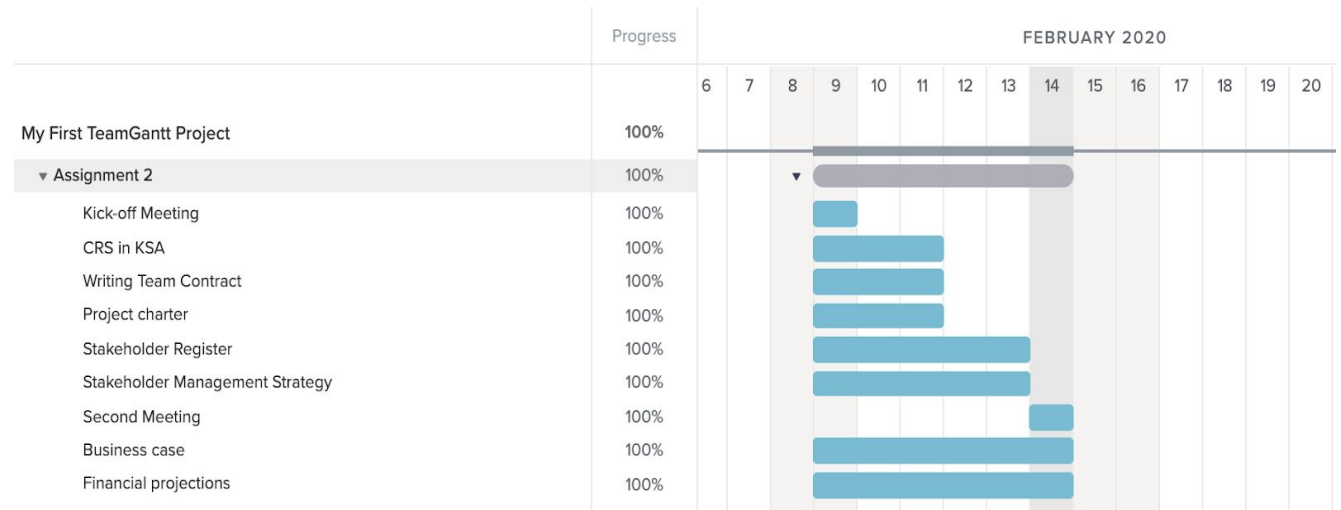 Progress FEBRUARY 2020
6 7 8 9 10 11 12 13 14 15 16 17 18 19 20
My First TeamGantt Project 100%
Assignment 2 100%
Kick-off Meeting 100%
CRS in KSA 100%
Writing Team Contract 100%
Project charter 100%
Stakeholder Register 100%
Stakeholder Management Strategy 100%
Second Meeting 100%
Business case 100%
Financial projections 100%